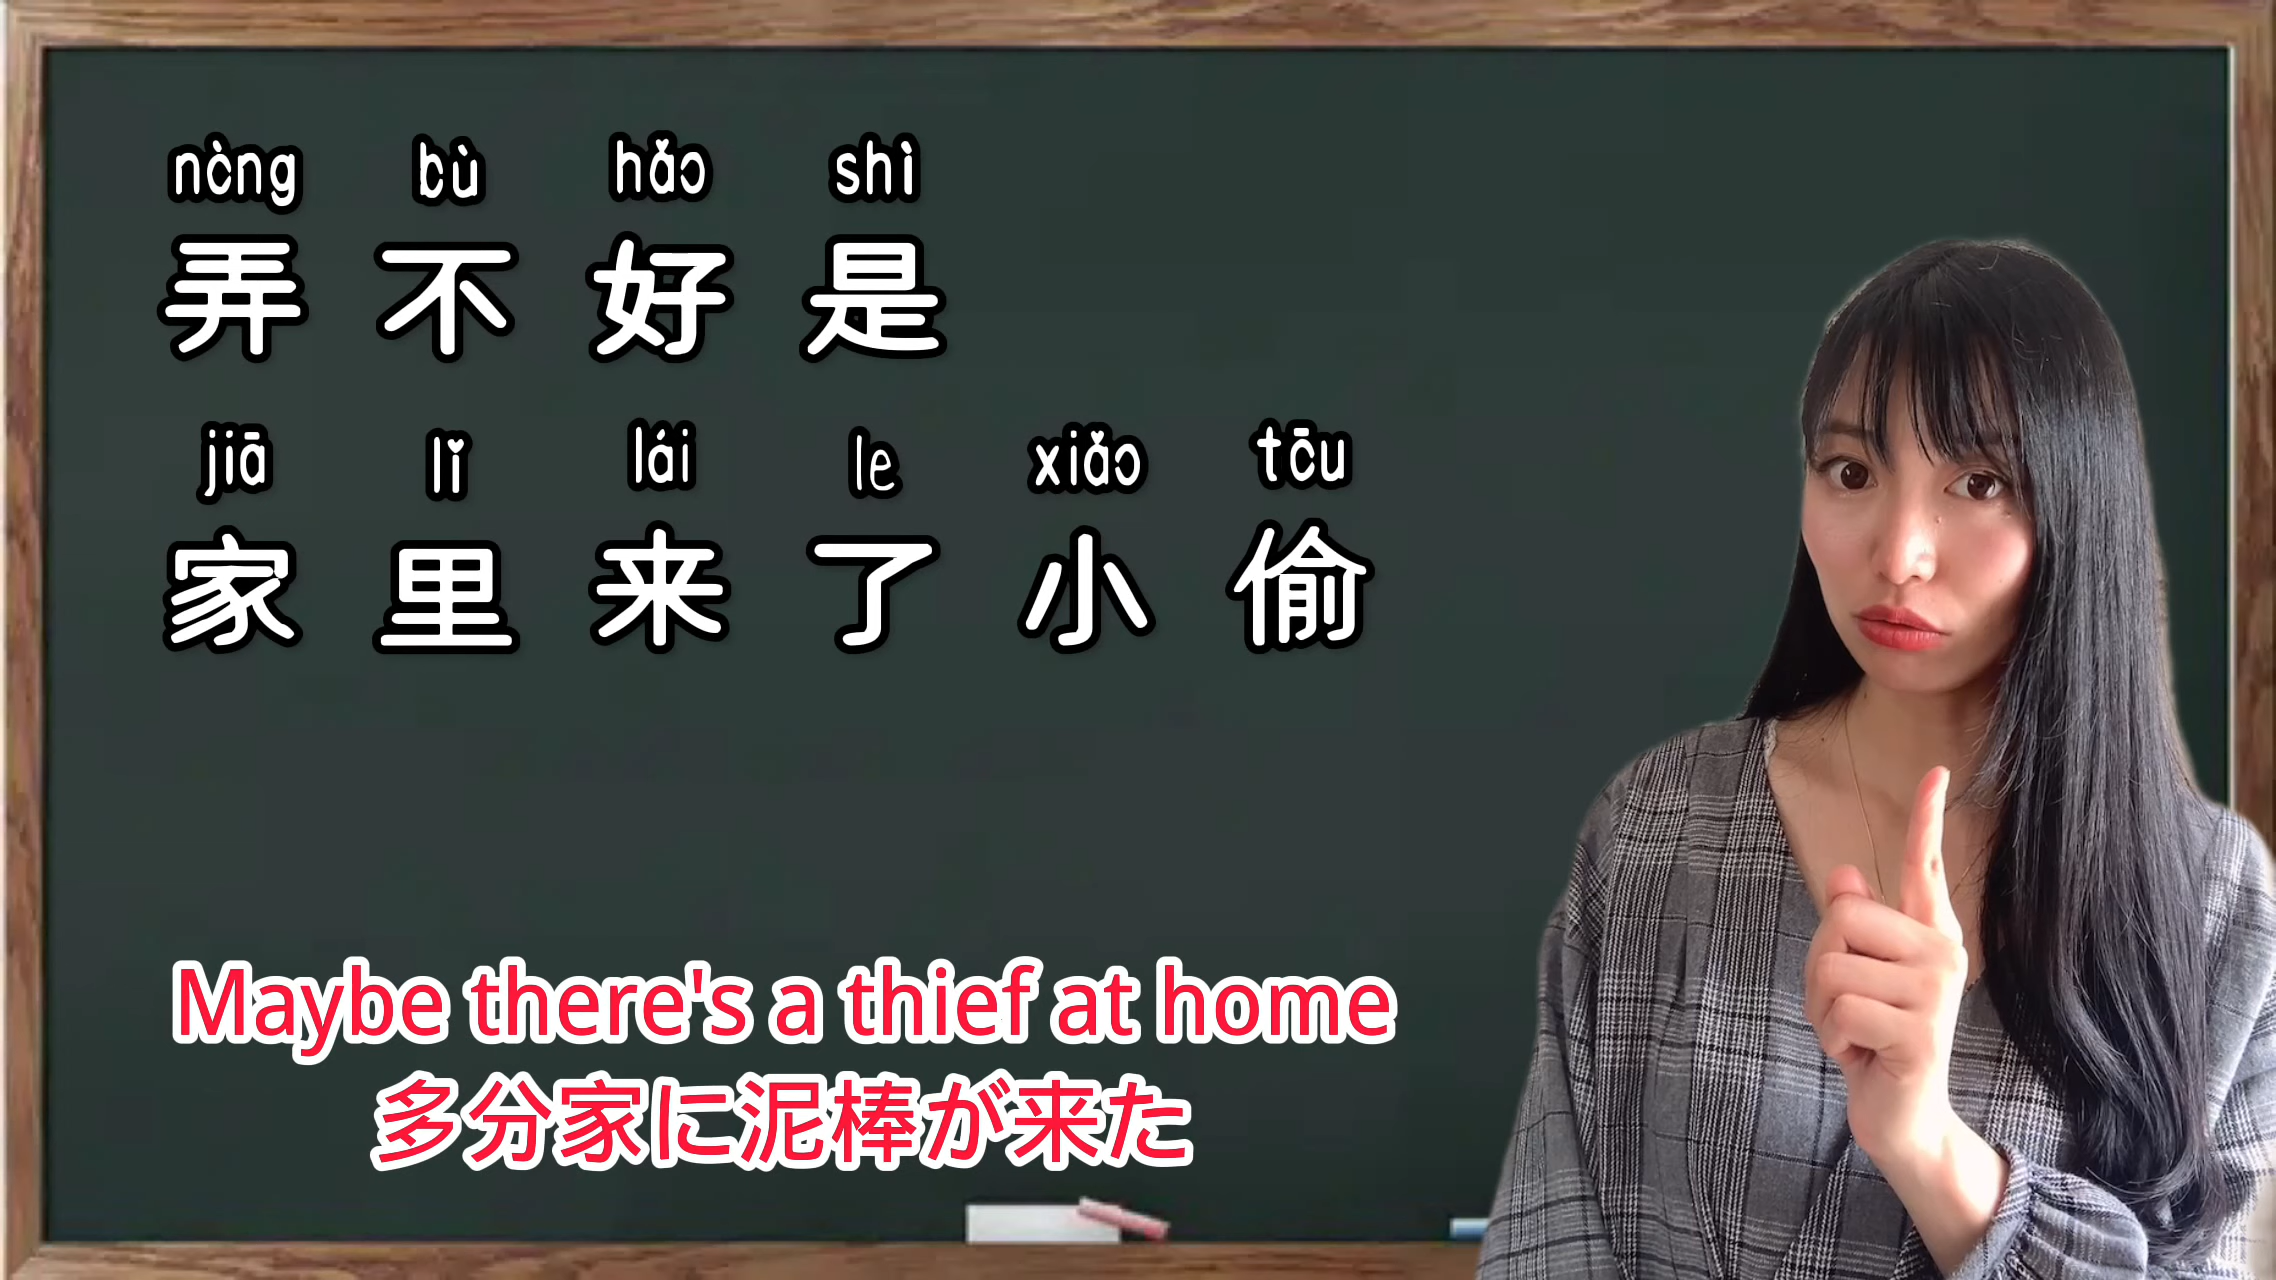 nòng bù hǎo shì
弄不好是
jiā lǐ lái le xiǎo tōu
家里来了小偷
Maybe there's a thief at home
多分家に泥棒が来た